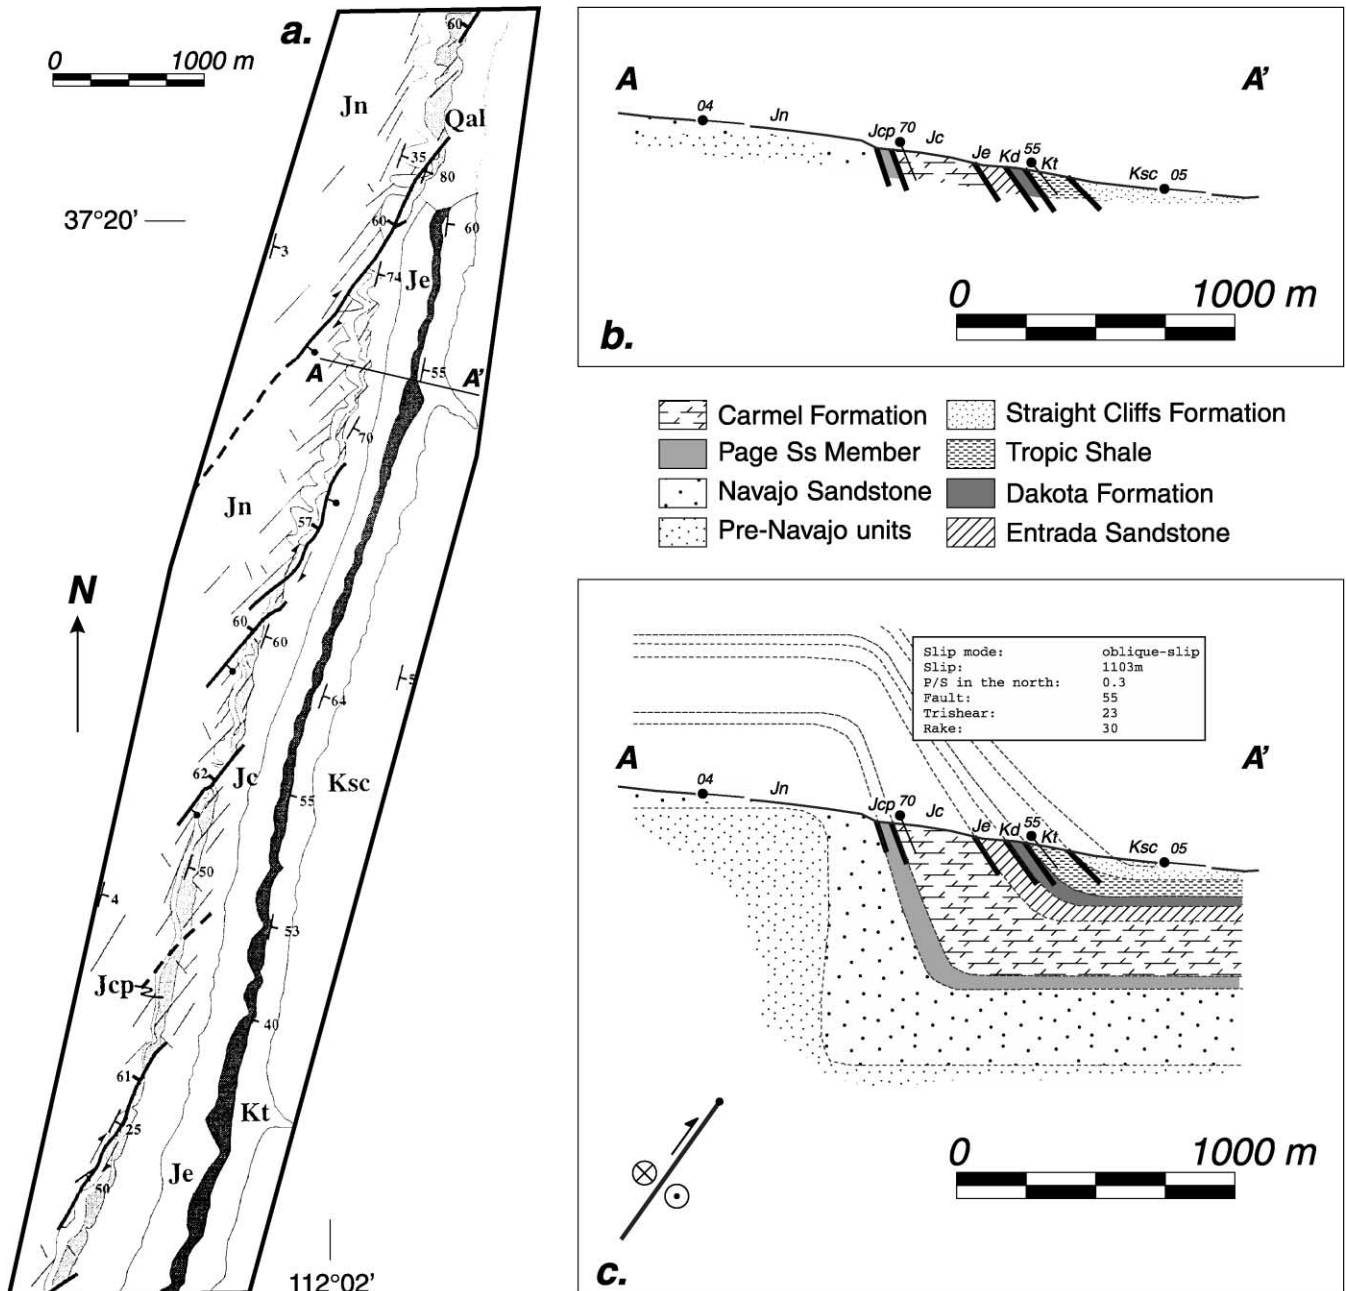 a.
0 1000 m
60
Jn
Qal
35
80
37°20'
60
60
3
74
Je
A
A'
55
70
Jn
57
N
60
60
5
64
Ksc
62
Jc
55
50
4
53
Jcp
40
61
Kt
25
Je
50
112°02'
A
A'
04
Jn
Jcp
70
Jc
Je
Kd
55
Kt
Ksc
05
0 1000 m
b.
Carmel Formation
Page Ss Member
Navajo Sandstone
Pre-Navajo units
Straight Cliffs Formation
Tropic Shale
Dakota Formation
Entrada Sandstone
Slip mode: oblique-slip
Slip: 1103m
P/S in the north: 0.3
Fault: 55
Trishear: 23
Rake: 30
A
A'
04
Jn
Jcp
70
Jc
Je
Kd
55
Kt
Ksc
05
0 1000 m
c.